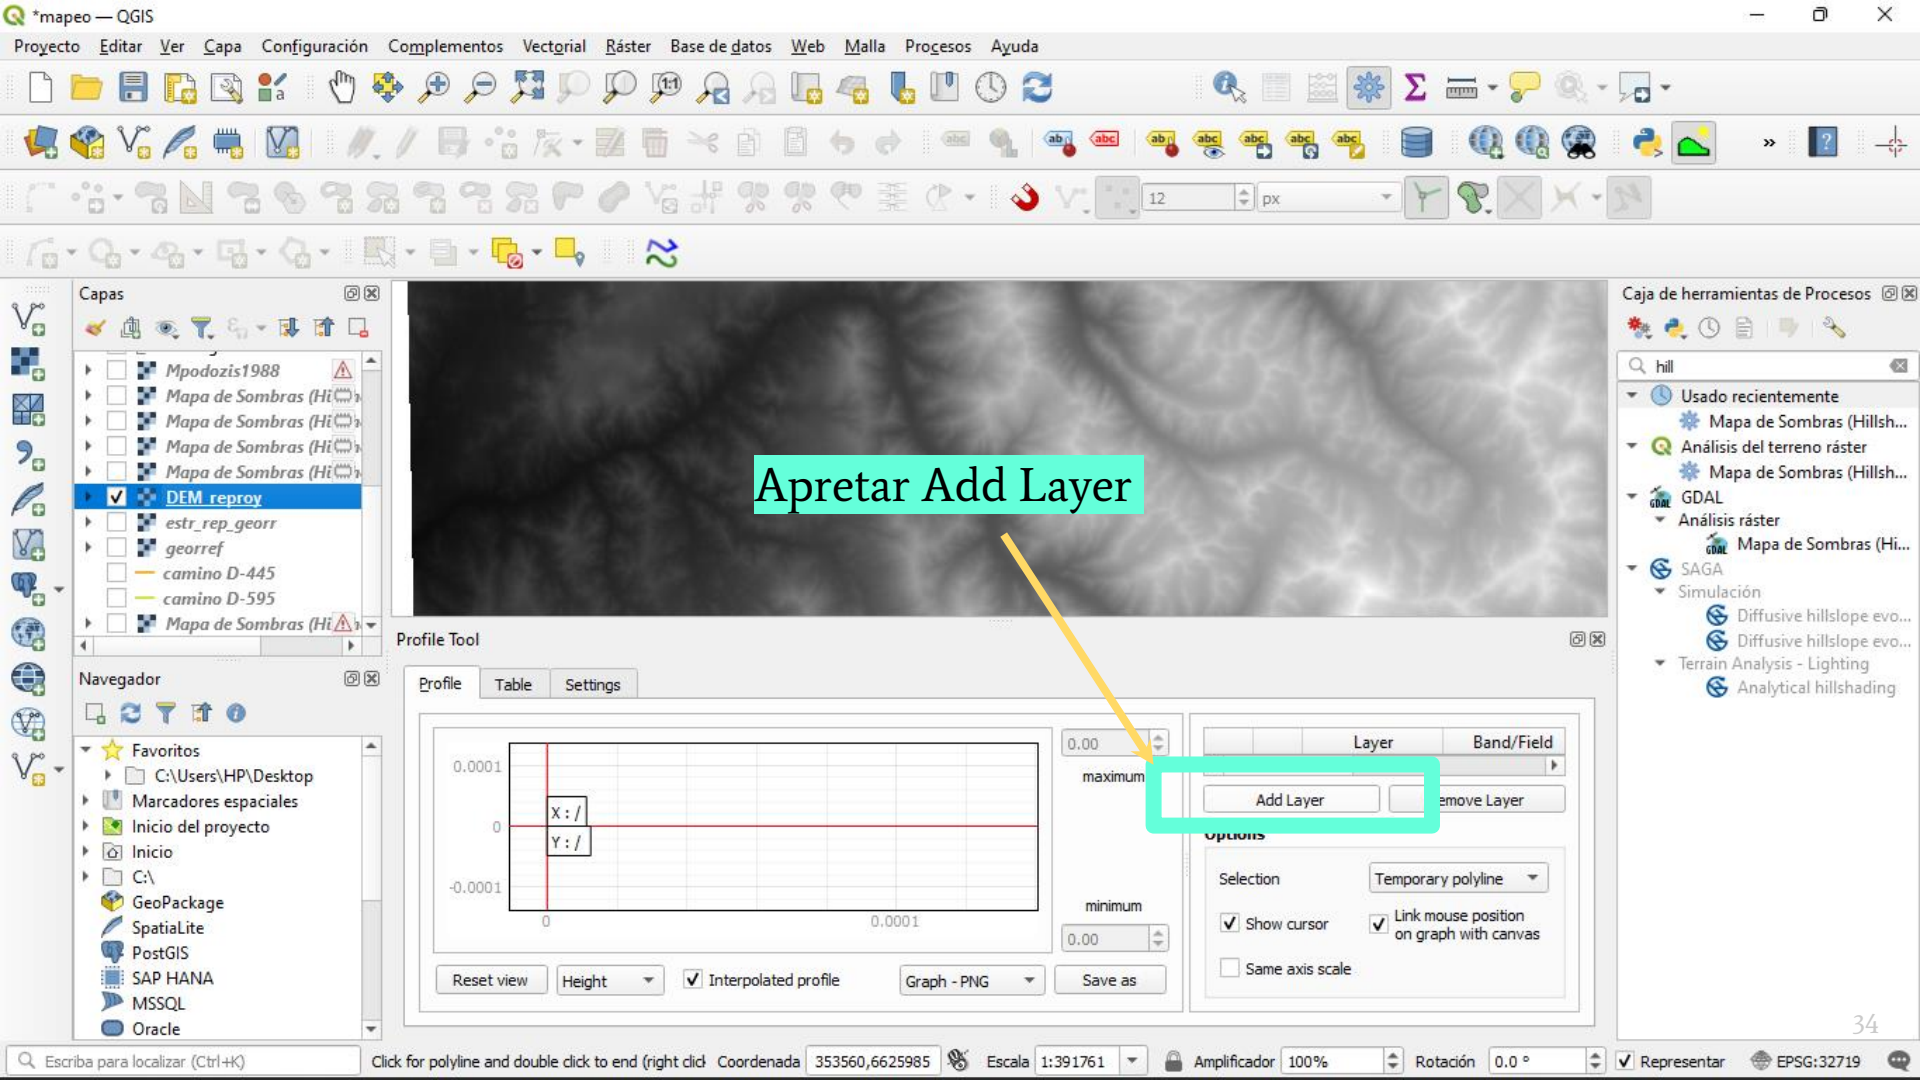 *mapeo — QGIS
Proyecto Editar Ver Capa Configuración Complementos Vectorial Ráster Base de datos Web Malla Procesos Ayuda
12 px
Capas
Mpodozis1988
Mapa de Sombras (Hi
Mapa de Sombras (Hi
Mapa de Sombras (Hi
Mapa de Sombras (Hi
DEM_reproy
estr_rep_georr
georref
camino D-445
camino D-595
Mapa de Sombras (Hi
Navegador
Favoritos
C:\Users\HP\Desktop
Marcadores espaciales
Inicio del proyecto
Inicio
C:\
GeoPackage
SpatiaLite
PostGIS
SAP HANA
MSSQL
Oracle
Apretar Add Layer
Profile Tool
Profile Table Settings
0.0001
0
-0.0001
X : /
Y : /
0 0.0001
0.00
maximum
minimum
0.00
Reset view Height Interpolated profile Graph - PNG Save as
Layer Band/Field
Add Layer emove Layer
Options
Selection Temporary polyline
Show cursor Link mouse position on graph with canvas
Same axis scale
Caja de herramientas de Procesos
hill
Usado recientemente
Mapa de Sombras (Hillsh...
Análisis del terreno ráster
Mapa de Sombras (Hillsh...
GDAL
Análisis ráster
Mapa de Sombras (Hi...
SAGA
Simulación
Diffusive hillslope evo...
Diffusive hillslope evo...
Terrain Analysis - Lighting
Analytical hillshading
34
Escriba para localizar (Ctrl+K) Click for polyline and double click to end (right clicl Coordenada 353560,6625985 Escala 1:391761 Amplificador 100% Rotación 0.0 ° Representar EPSG:32719